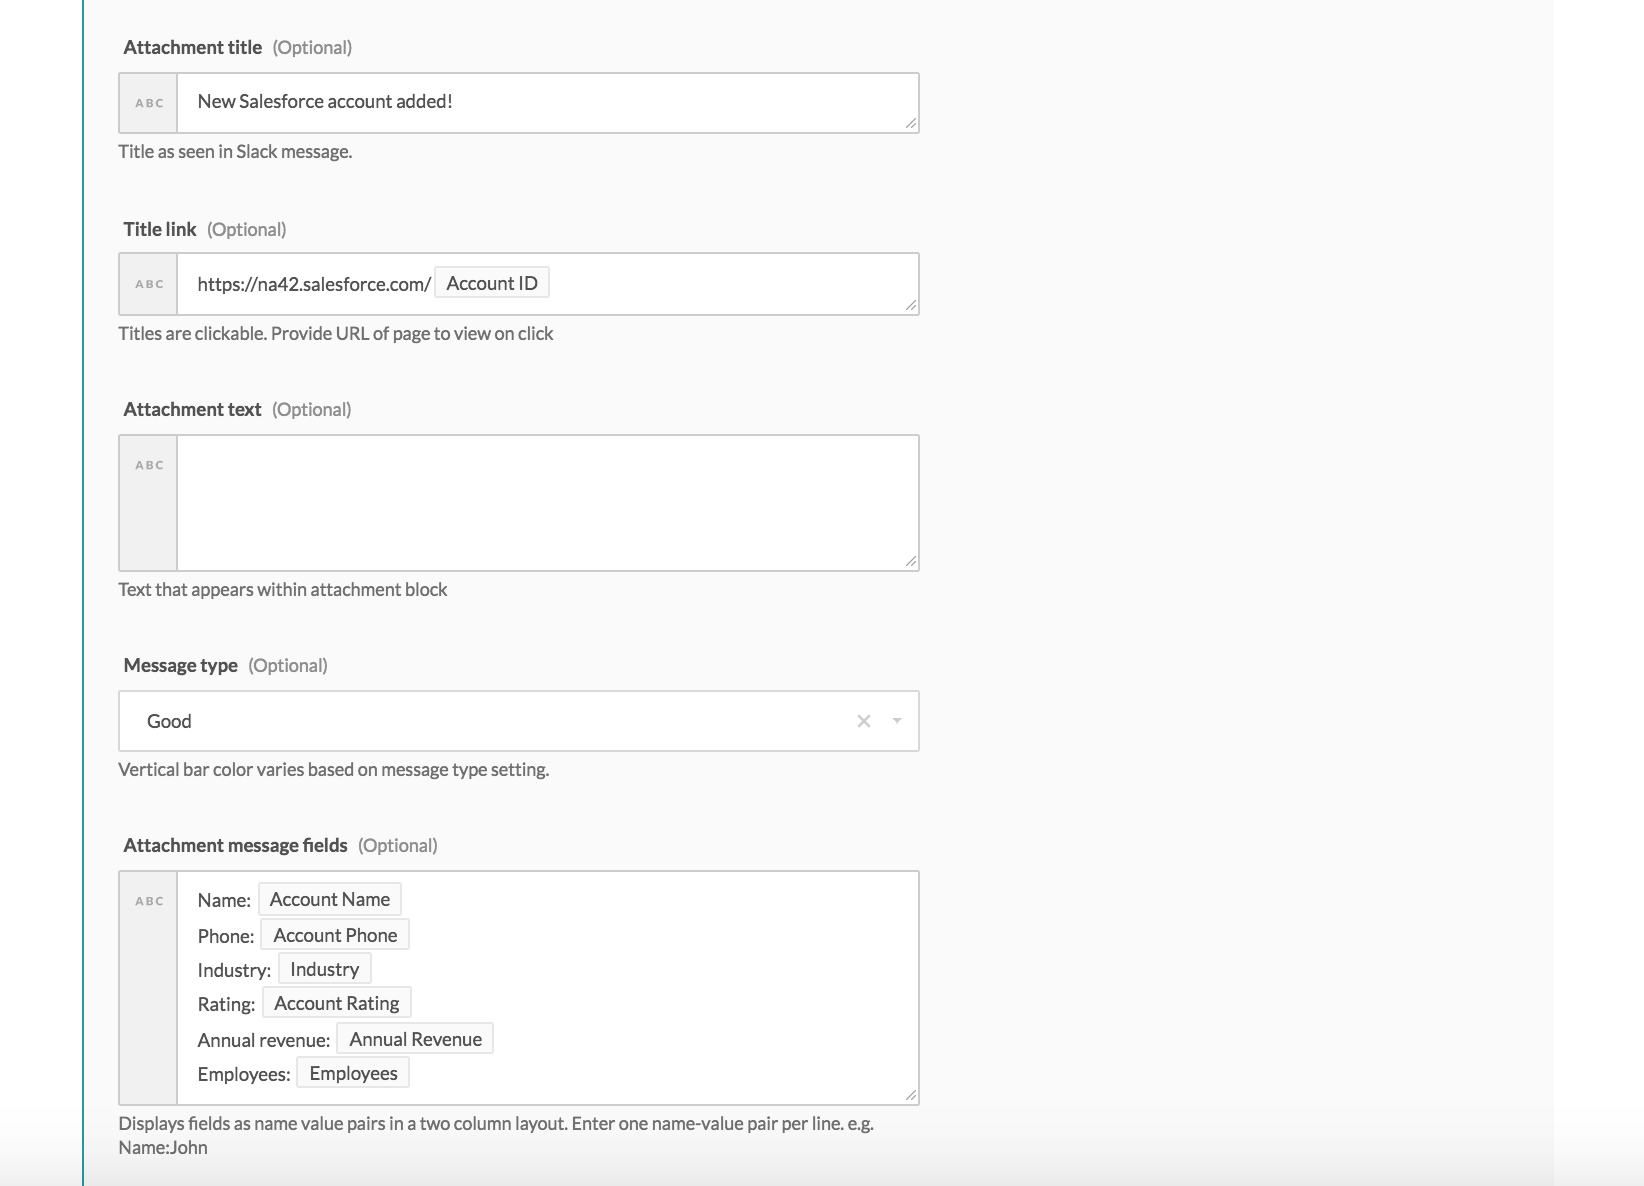 Attachment title (Optional)
ABC New Salesforce account added!
Title as seen in Slack message.
Title link (Optional)
ABC https://na42.salesforce.com/ Account ID
Titles are clickable. Provide URL of page to view on click
Attachment text (Optional)
ABC
Text that appears within attachment block
Message type (Optional)
Good
Vertical bar color varies based on message type setting.
Attachment message fields (Optional)
ABC Name: Account Name
Phone: Account Phone
Industry: Industry
Rating: Account Rating
Annual revenue: Annual Revenue
Employees: Employees
Displays fields as name value pairs in a two column layout. Enter one name-value pair per line. e.g.
Name:John